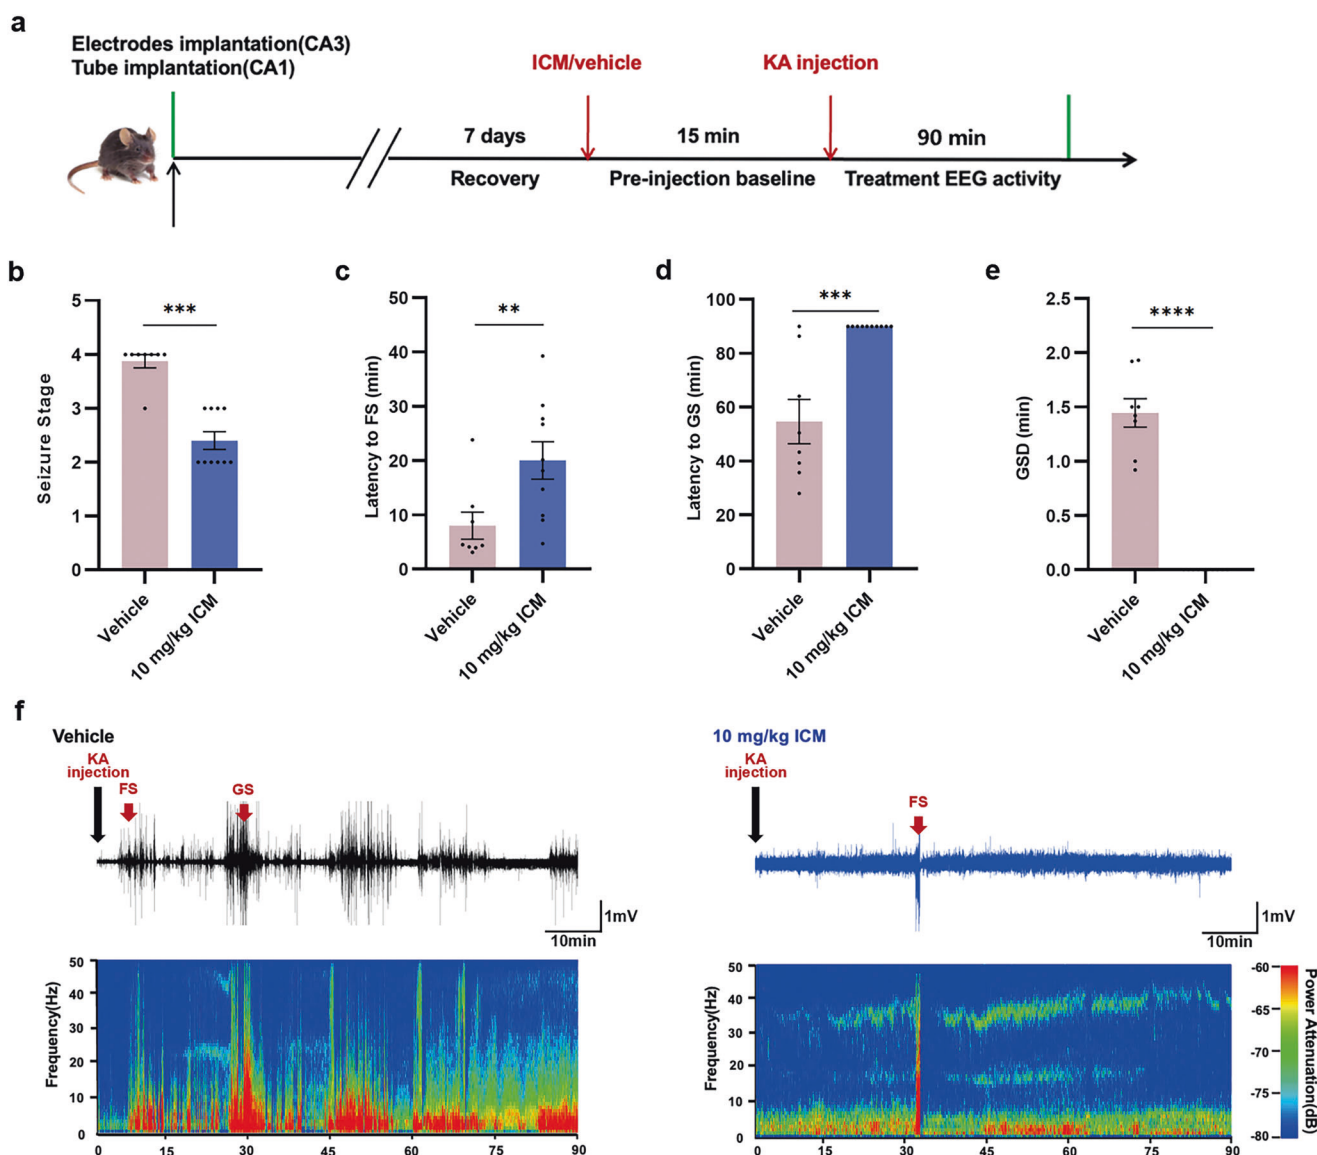 a
Electrodes implantation(CA3)
Tube implantation(CA1)
ICM/vehicle
KA injection
7 days
15 min
90 min
Recovery
Pre-injection baseline
Treatment EEG activity
b
Seizure Stage
5
4
3
2
1
0
***
Vehicle
10 mg/kg ICM
c
Latency to FS (min)
50
40
30
20
10
0
**
Vehicle
10 mg/kg ICM
d
Latency to GS (min)
100
80
60
40
20
0
***
Vehicle
10 mg/kg ICM
e
GSD (min)
2.5
2.0
1.5
1.0
0.5
0.0
****
Vehicle
10 mg/kg ICM
f
Vehicle
KA
injection
FS
GS
1mV
10min
Frequency(Hz)
50
40
30
20
10
0
0
15
30
45
60
75
90
10 mg/kg ICM
KA
injection
FS
0
15
30
45
60
75
90
1mV
10min
Frequency(Hz)
50
40
30
20
10
0
0
15
30
45
60
75
90
-60
-65
-70
-75
-80
Power Attenuation(dB)